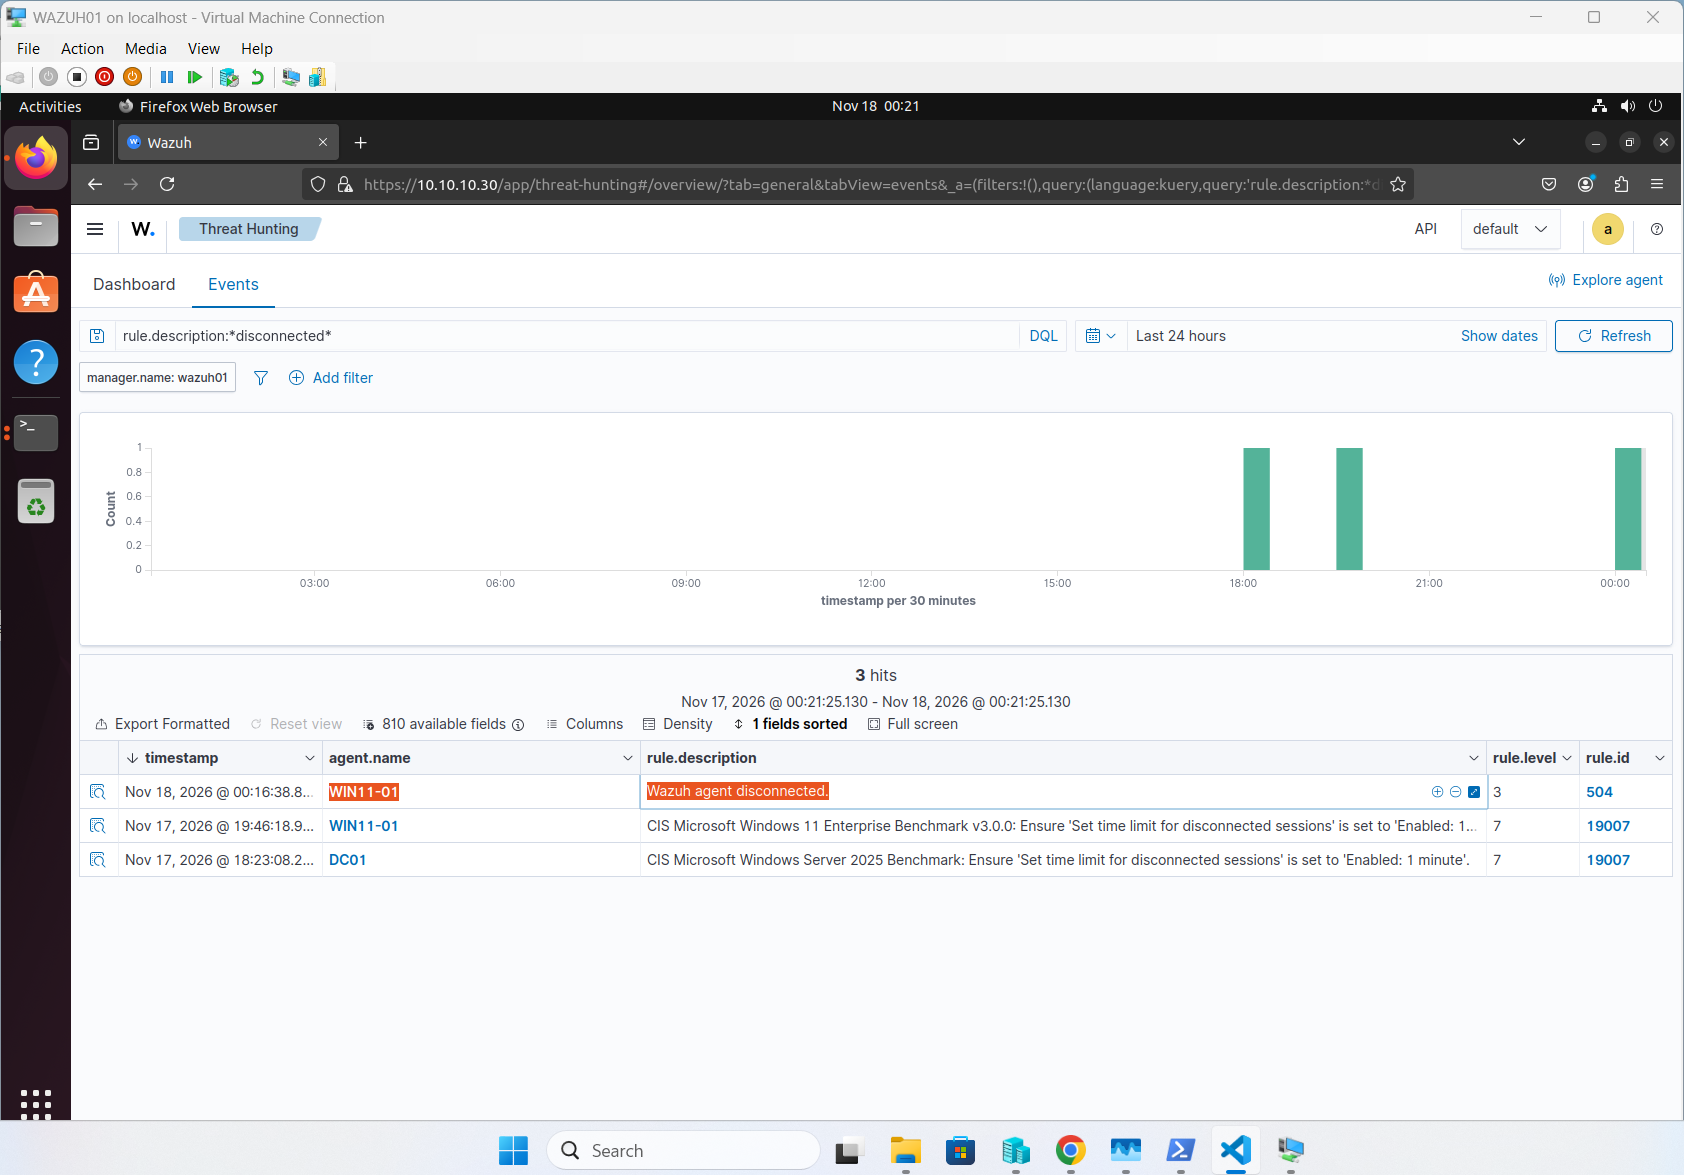 WAZUH01 on localhost - Virtual Machine Connection
File Action Media View Help
Activities Firefox Web Browser Nov 18 00:21
Wazuh
https://10.10.10.30/app/threat-hunting#/overview/?tab=general&tabView=events&_a=(filters:!(),query:(language:kuery,query:'rule.description:*d
W. Threat Hunting API default a
Dashboard Events Explore agent
rule.description:*disconnected* DQL Last 24 hours Show dates Refresh
manager.name: wazuh01 Add filter
1
0.8
0.6
0.4
0.2
0
Count
03:00 06:00 09:00 12:00 15:00 18:00 21:00 00:00
timestamp per 30 minutes
3 hits
Nov 17, 2026 @ 00:21:25.130 - Nov 18, 2026 @ 00:21:25.130
Export Formatted Reset view 810 available fields Columns Density 1 fields sorted Full screen
timestamp agent.name rule.description rule.level rule.id
Nov 18, 2026 @ 00:16:38.8... WIN11-01 Wazuh agent disconnected. 3 504
Nov 17, 2026 @ 19:46:18.9... WIN11-01 CIS Microsoft Windows 11 Enterprise Benchmark v3.0.0: Ensure 'Set time limit for disconnected sessions' is set to 'Enabled: 1... 7 19007
Nov 17, 2026 @ 18:23:08.2... DC01 CIS Microsoft Windows Server 2025 Benchmark: Ensure 'Set time limit for disconnected sessions' is set to 'Enabled: 1 minute'. 7 19007
Search